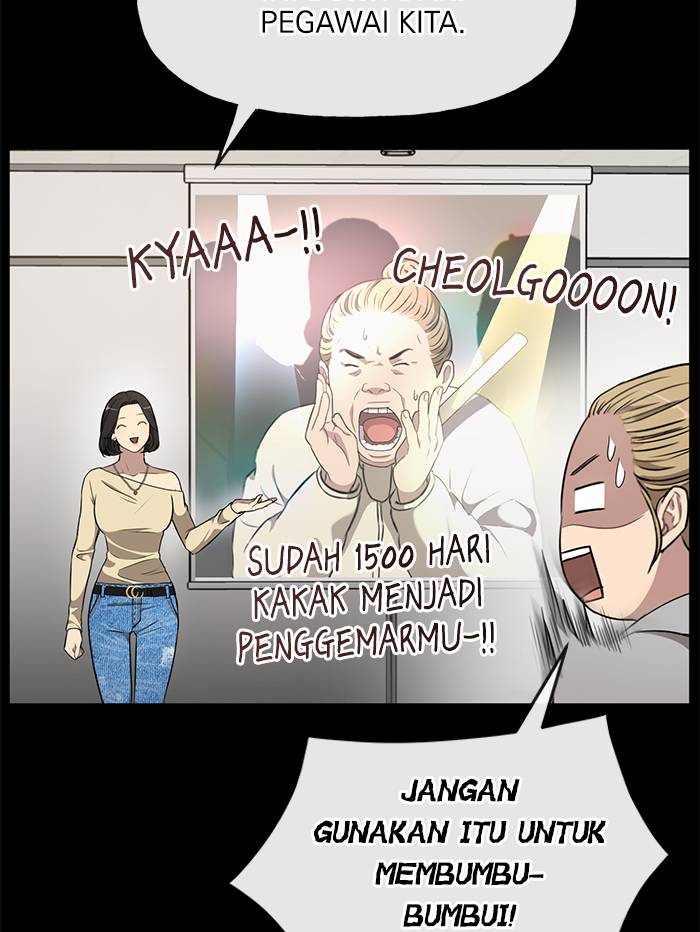 PEGAWAI KITA.
KYAAA-!!
CHEOLGOOOON!
SUDAH 1500 HARI
KAKAK MENJADI
PENGGEMARMU-!!
JANGAN
GUNAKAN ITU UNTUK
MEMBUMBU-
BUMBUI!